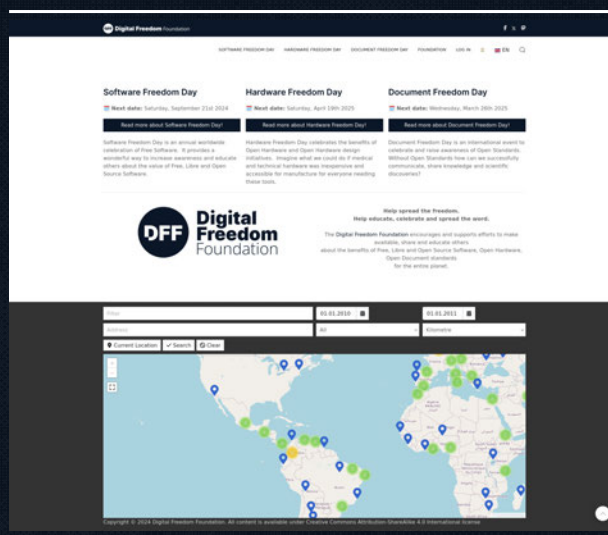 DFF Digital Freedom Foundation
SOFTWARE FREEDOM DAY HARDWARE FREEDOM DAY DOCUMENT FREEDOM DAY FOUNDATION LOG IN EN
Software Freedom Day
Next date: Saturday, September 21st 2024
Read more about Software Freedom Day!
Software Freedom Day is an annual worldwide
celebration of Free Software. It provides a
wonderful way to increase awareness and educate
others about the value of Free, Libre and Open
Source Software.
Hardware Freedom Day
Next date: Saturday, April 19th 2025
Read more about Hardware Freedom Day!
Hardware Freedom Day celebrates the benefits of
Open Hardware and Open Hardware design
initiatives. Imagine what we could do if medical
and technical hardware was inexpensive and
accessible for manufacture for everyone needing
these tools.
Document Freedom Day
Next date: Wednesday, March 26th 2025
Read more about Document Freedom Day!
Document Freedom Day is an international event to
celebrate and raise awareness of Open Standards.
Without Open Standards how can we successfully
communicate, share knowledge and scientific
discoveries?
DFF
Digital
Freedom
Foundation
Help spread the freedom.
Help educate, celebrate and spread the word.
The Digital Freedom Foundation encourages and supports efforts to make
available, share and educate others
about the benefits of Free, Libre and Open Source Software, Open Hardware,
Open Document standards
for the entire planet.
Filter
01.01.2010
01.01.2011
Address
All
Kilometre
Current Location Search Clear
Copyright © 2024 Digital Freedom Foundation. All content is available under Creative Commons Attribution-ShareAlike 4.0 International license